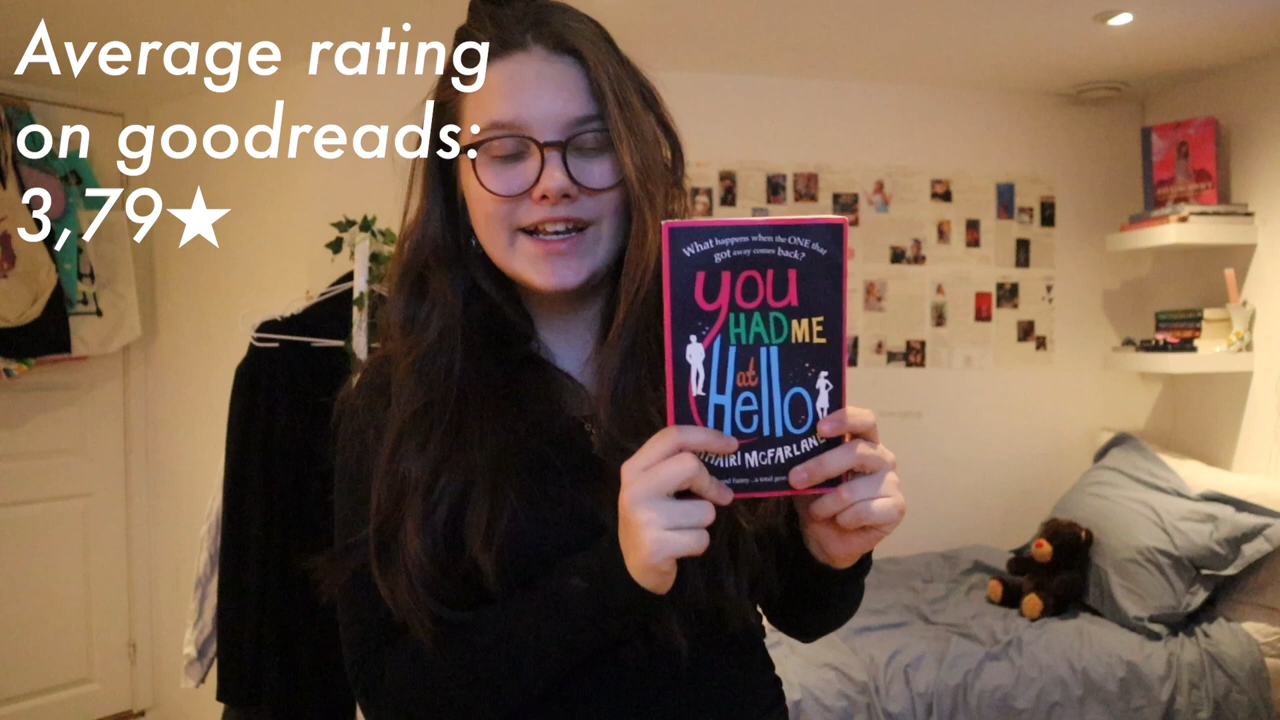 Average rating
on goodreads:
3,79★
What happens when the ONE that
got away comes back?
you
HAD ME
at
Hello
MCFARLANE